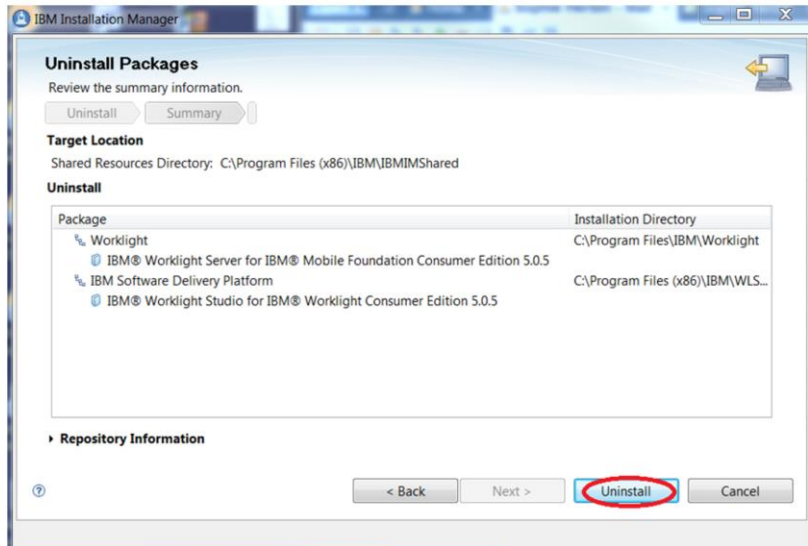 IBM Installation Manager
Uninstall Packages
Review the summary information.
Uninstall Summary
Target Location
Shared Resources Directory: C:\Program Files (x86)\IBM\IBMIMShared
Uninstall
Package Installation Directory
Worklight C:\Program Files\IBM\Worklight
IBM® Worklight Server for IBM® Mobile Foundation Consumer Edition 5.0.5
IBM Software Delivery Platform C:\Program Files (x86)\IBM\WLS...
IBM® Worklight Studio for IBM® Worklight Consumer Edition 5.0.5
Repository Information
? < Back Next > Uninstall Cancel